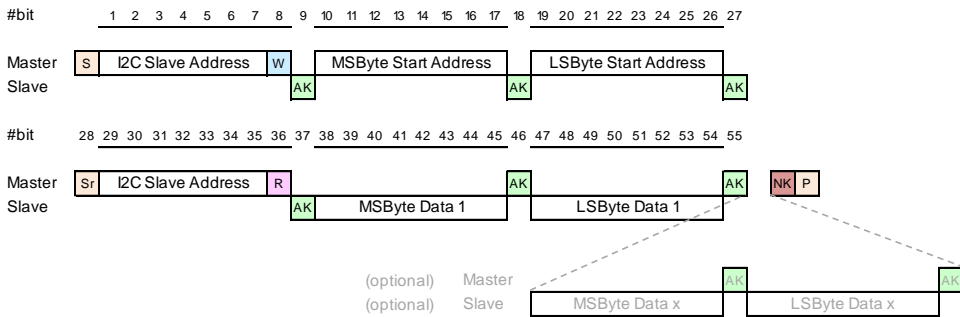 #bit 1 2 3 4 5 6 7 8 9 10 11 12 13 14 15 16 17 18 19 20 21 22 23 24 25 26 27
Master S I2C Slave Address W MSByte Start Address LSByte Start Address
Slave AK AK AK
#bit 28 29 30 31 32 33 34 35 36 37 38 39 40 41 42 43 44 45 46 47 48 49 50 51 52 53 54 55
Master Sr I2C Slave Address R AK AK NK P
Slave AK MSByte Data 1 LSByte Data 1
(optional) Master AK AK
(optional) Slave MSByte Data x LSByte Data x